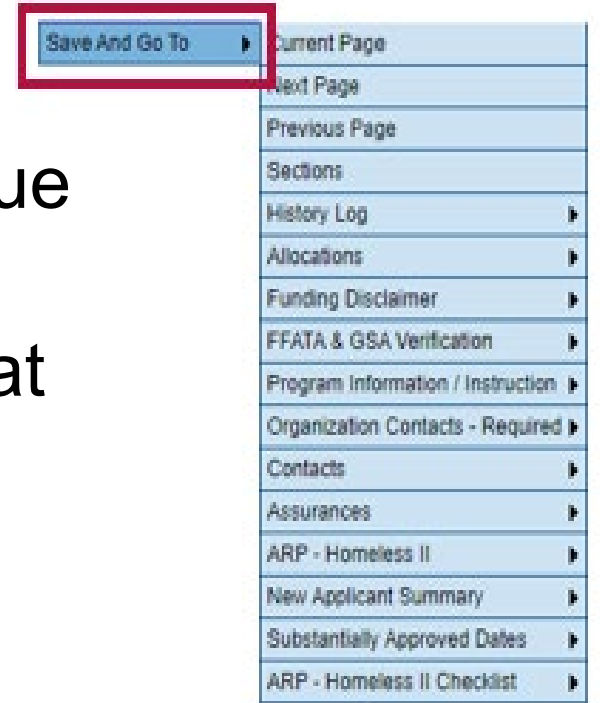 Save And Go To
Current Page
Next Page
Previous Page
ue
Sections
History Log
Allocations
Funding Disclaimer
at
FFATA & GSA Verification
Program Information / Instruction
Organization Contacts - Required
Contacts
Assurances
ARP - Homeless II
New Applicant Summary
Substantially Approved Dates
ARP - Homeless II Checklist